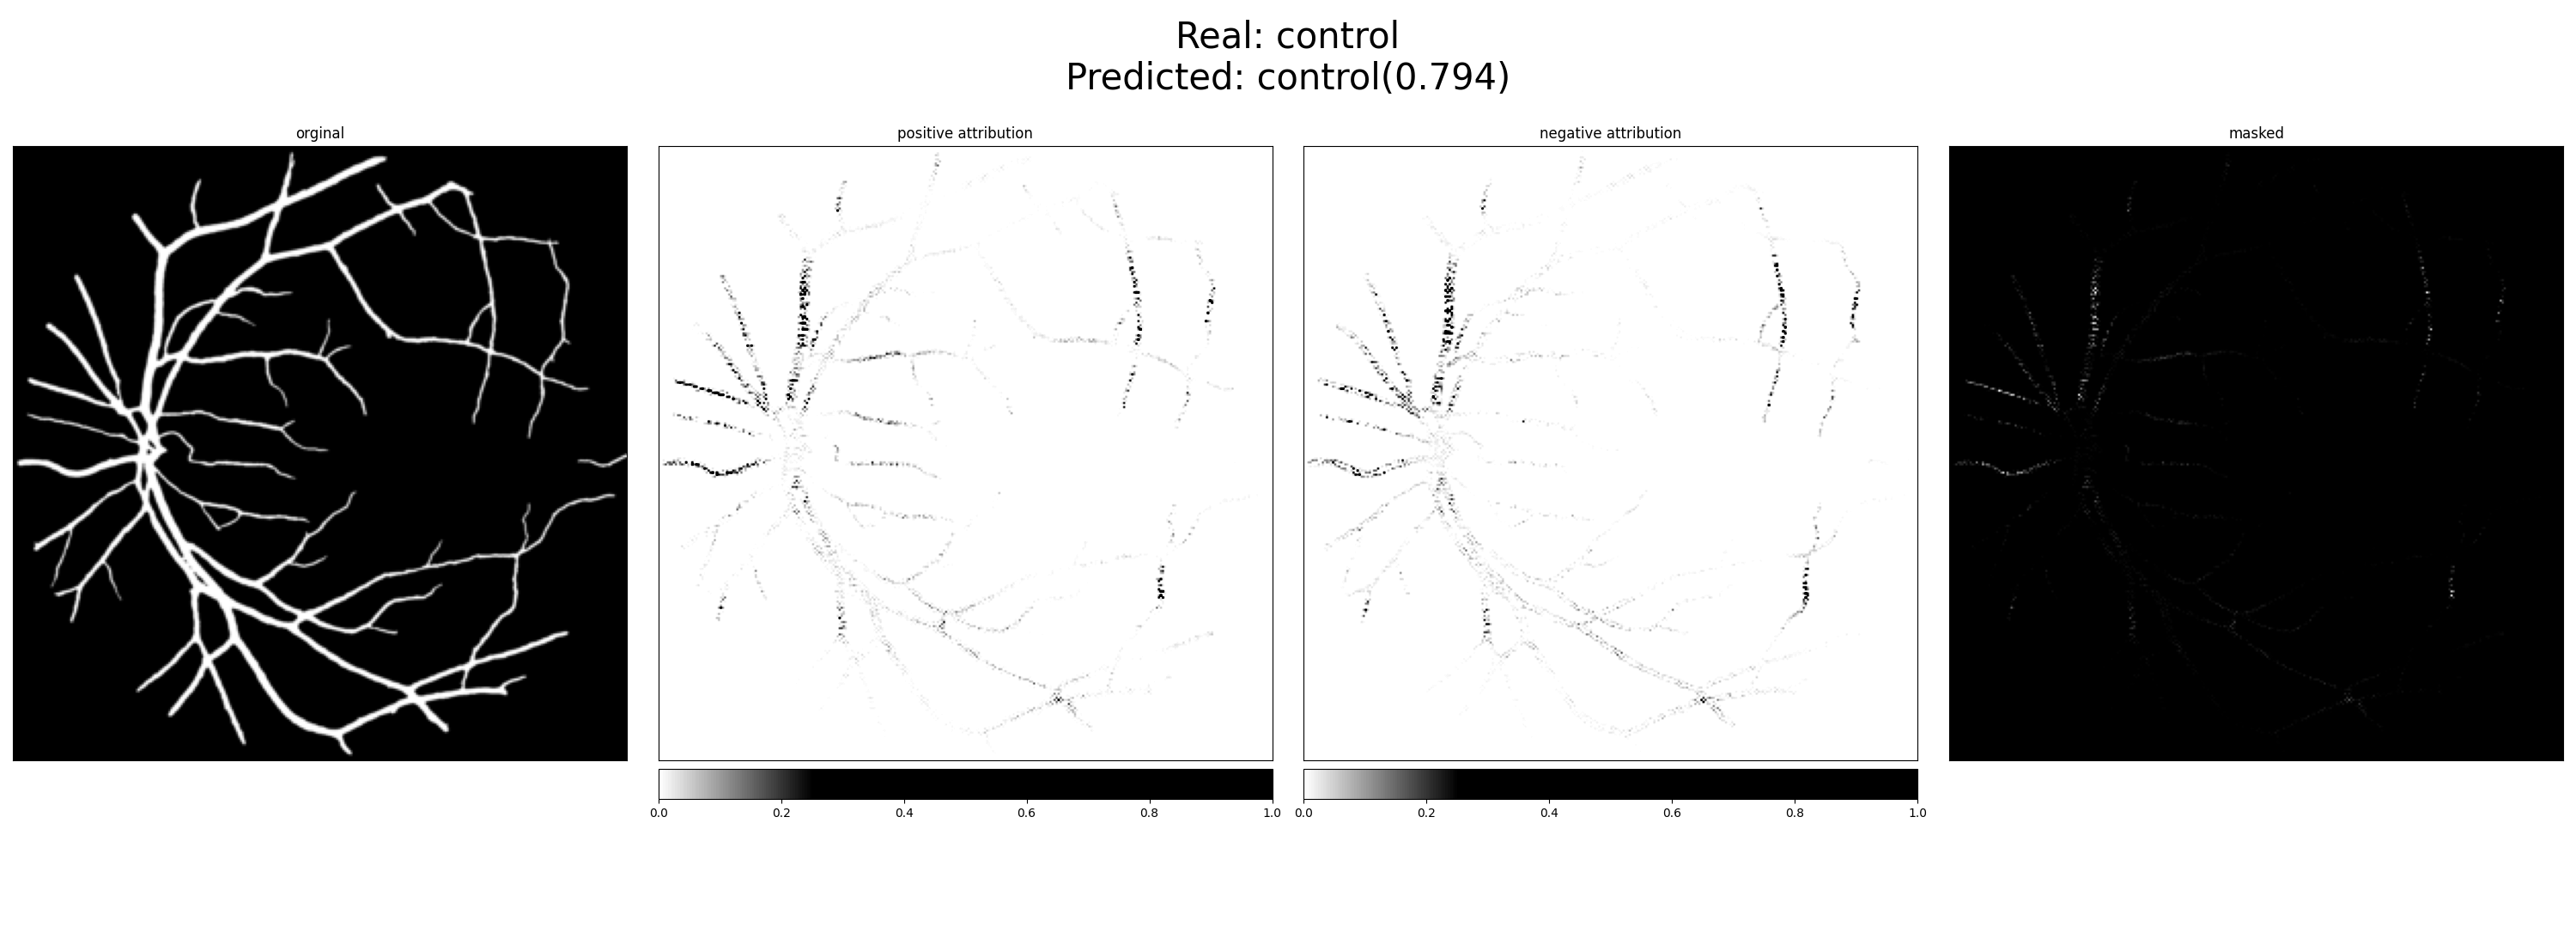 Real: control
Predicted: control(0.794)
orginal
positive attribution
negative attribution
masked
0.0 0.2 0.4 0.6 0.8 1.0
0.0 0.2 0.4 0.6 0.8 1.0